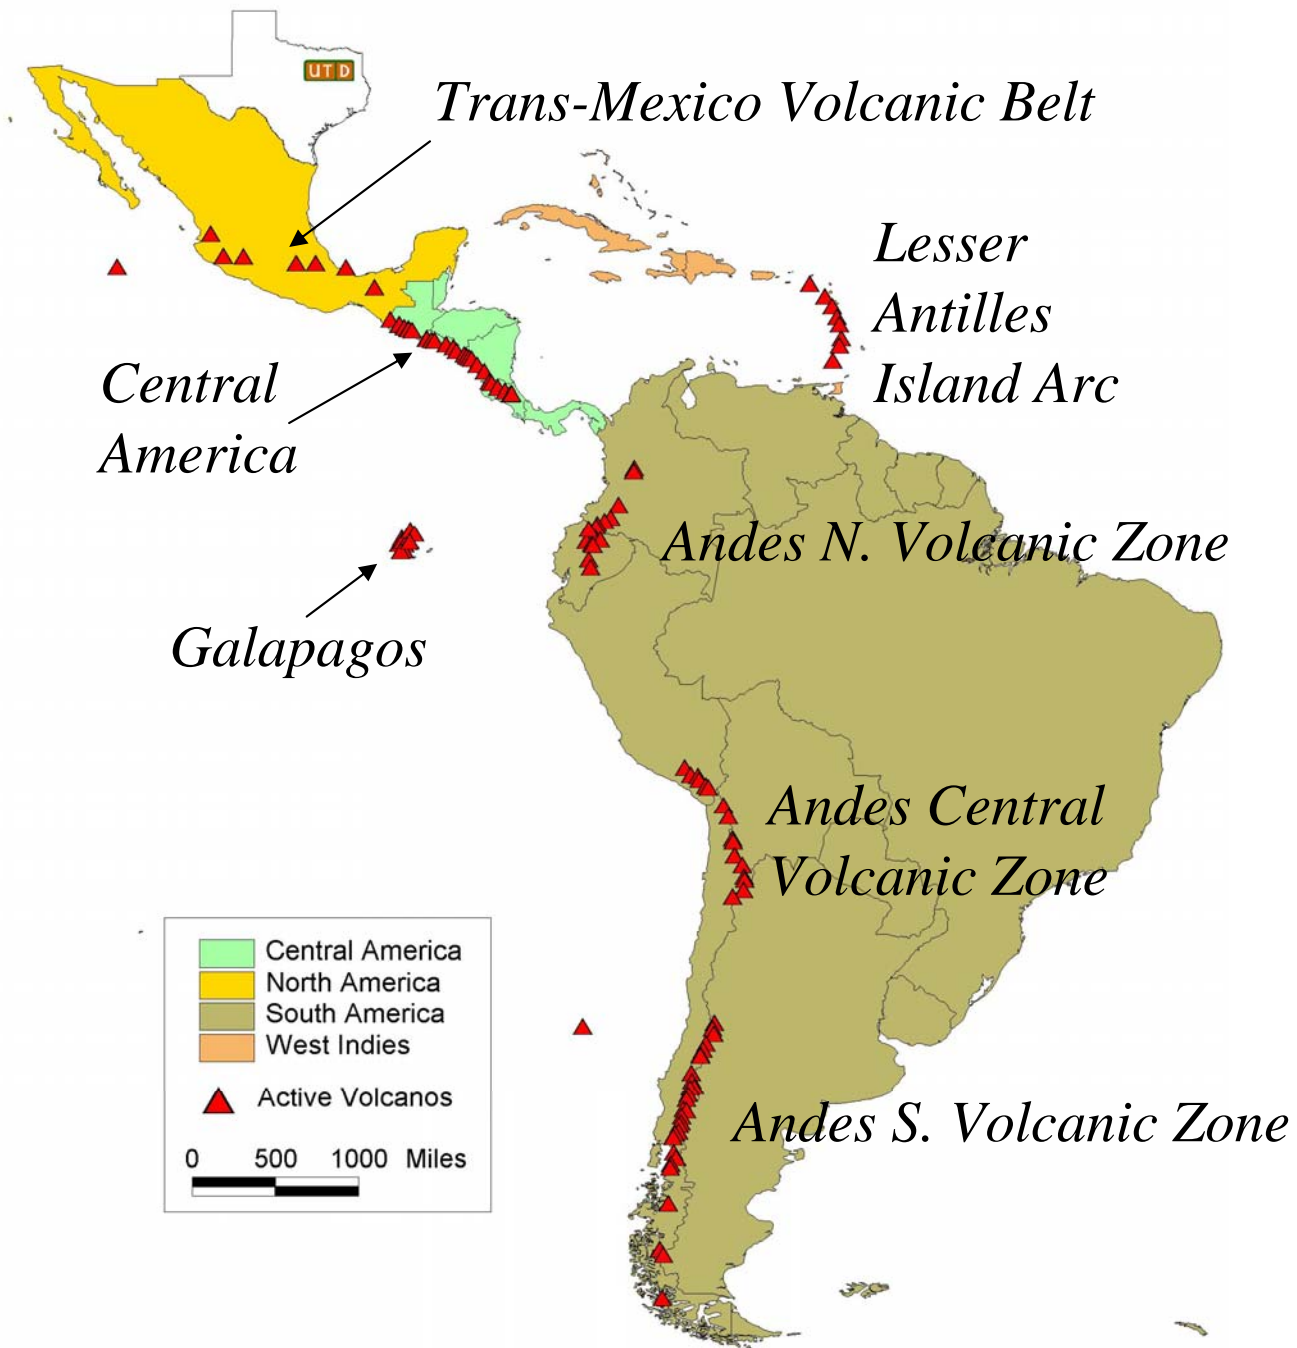 UTD
Trans-Mexico Volcanic Belt
Lesser
Antilles
Island Arc
Central
America
Andes N. Volcanic Zone
Galapagos
Andes Central
Volcanic Zone
Central America
North America
South America
West Indies
Active Volcanos
Andes S. Volcanic Zone
0 500 1000 Miles